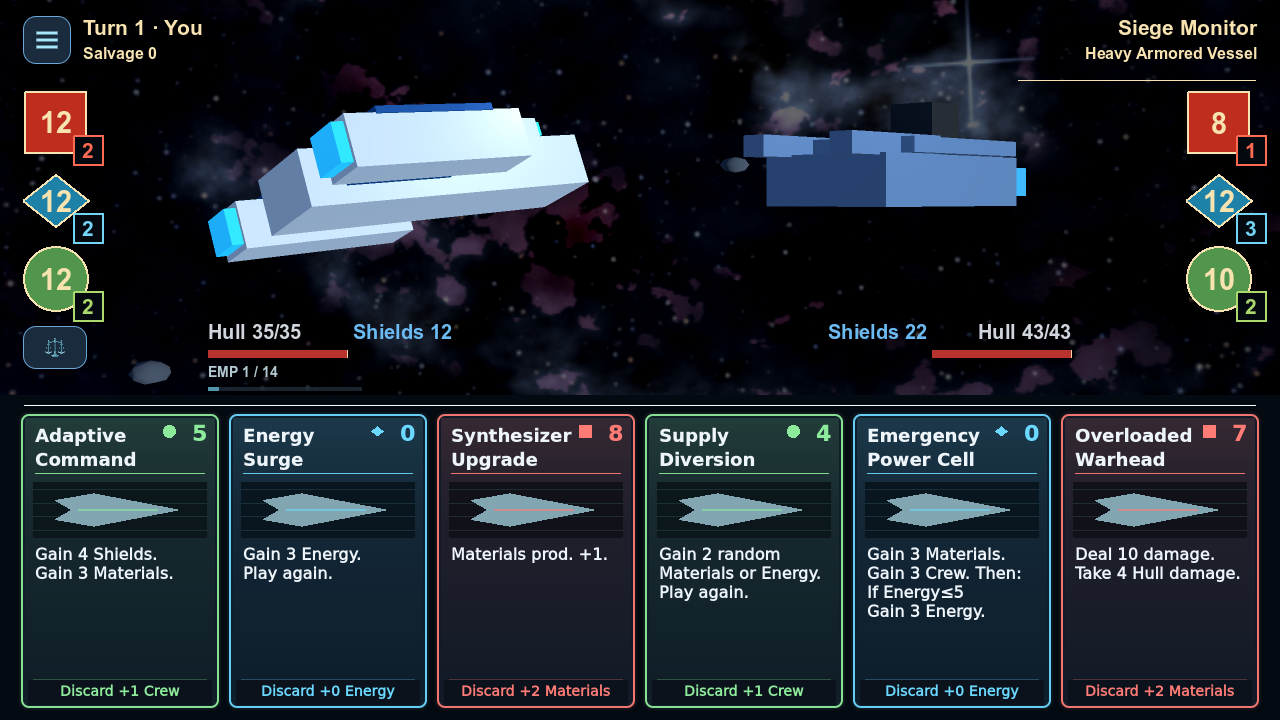 Turn 1 · You
Salvage 0
Siege Monitor
Heavy Armored Vessel
12
2
12
2
12
2
8
1
12
3
10
2
Hull 35/35
Shields 12
EMP 1 / 14
Shields 22
Hull 43/43
Adaptive
Command
5
Gain 4 Shields.
Gain 3 Materials.
Discard +1 Crew
Energy
Surge
0
Gain 3 Energy.
Play again.
Discard +0 Energy
Synthesizer
Upgrade
8
Materials prod. +1.
Discard +2 Materials
Supply
Diversion
4
Gain 2 random
Materials or Energy.
Play again.
Discard +1 Crew
Emergency
Power Cell
0
Gain 3 Materials.
Gain 3 Crew. Then:
If Energy≤5
Gain 3 Energy.
Discard +0 Energy
Overloaded
Warhead
7
Deal 10 damage.
Take 4 Hull damage.
Discard +2 Materials